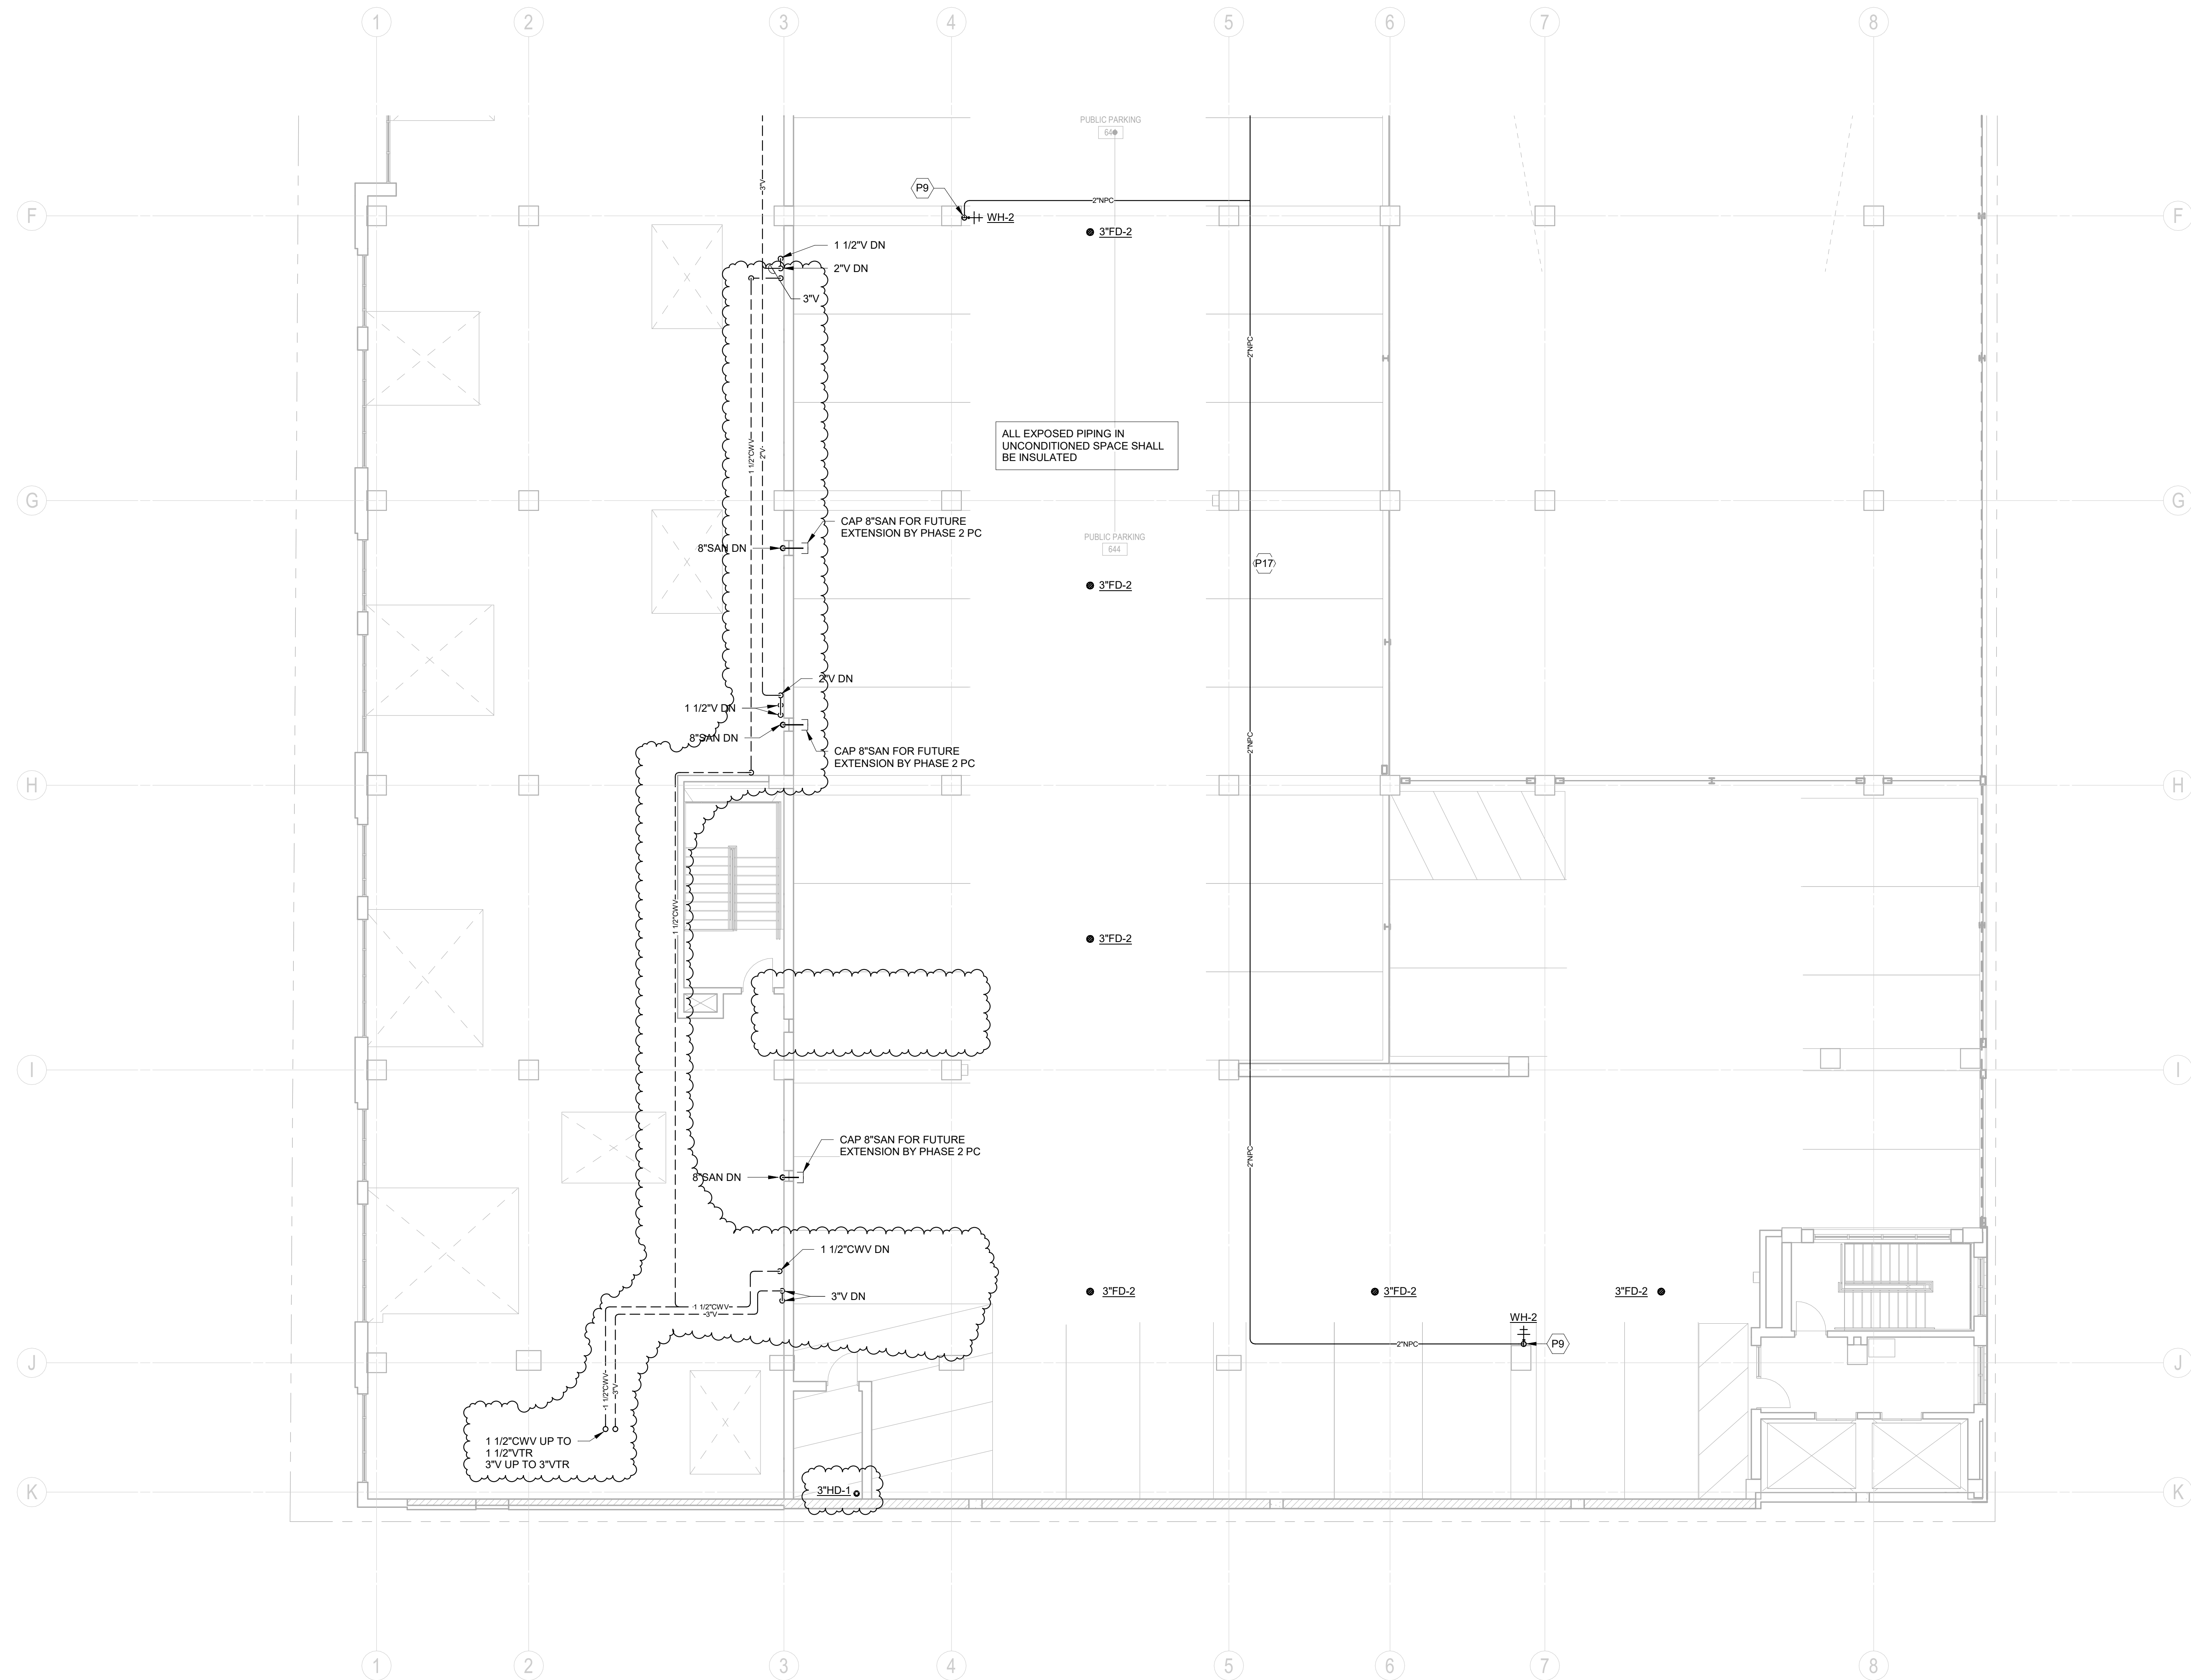 1 2 3 4 5 6 7 8
PUBLIC PARKING
3"V
P9
2"NPC
F
WH-2
F
3"FD-2
1 1/2"V DN
2"V DN
3"V
2"NPC
ALL EXPOSED PIPING IN
UNCONDITIONED SPACE SHALL
BE INSULATED
1 1/2"CWV
2"V
G
G
CAP 8"SAN FOR FUTURE
EXTENSION BY PHASE 2 PC
8"SAN DN
PUBLIC PARKING
644
P17
3"FD-2
2"V DN
1 1/2"V DN
8"SAN DN
2"NPC
CAP 8"SAN FOR FUTURE
EXTENSION BY PHASE 2 PC
H
H
1 1/2"CWV
3"FD-2
I
I
CAP 8"SAN FOR FUTURE
EXTENSION BY PHASE 2 PC
2"NPC
8"SAN DN
1 1/2"CWV DN
3"V DN
3"FD-2
3"FD-2
3"FD-2
1 1/2"CWV
3"V
WH-2
2"NPC
P9
J
J
1 1/2"CWV
3"V
1 1/2"CWV UP TO
1 1/2"VTR
3"V UP TO 3"VTR
K
3"HD-1
K
1 2 3 4 5 6 7 8